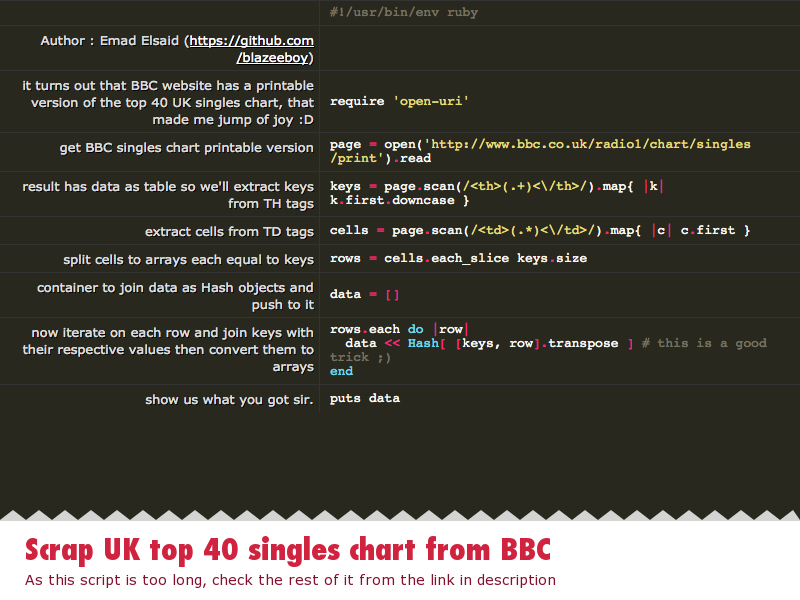 #!/usr/bin/env ruby
Author : Emad Elsaid (https://github.com
/blazeeboy)
it turns out that BBC website has a printable
version of the top 40 UK singles chart, that
made me jump of joy :D
require 'open-uri'
get BBC singles chart printable version
page = open('http://www.bbc.co.uk/radio1/chart/singles
/print').read
result has data as table so we'll extract keys
from TH tags
keys = page.scan(/<th>(.+)<\/th>/).map{ |k|
k.first.downcase }
extract cells from TD tags
cells = page.scan(/<td>(.*)<\/td>/).map{ |c| c.first }
split cells to arrays each equal to keys
rows = cells.each_slice keys.size
container to join data as Hash objects and
push to it
data = []
now iterate on each row and join keys with
their respective values then convert them to
arrays
rows.each do |row|
  data << Hash[ [keys, row].transpose ] # this is a good
trick ;)
end
show us what you got sir.
puts data
Scrap UK top 40 singles chart from BBC
As this script is too long, check the rest of it from the link in description